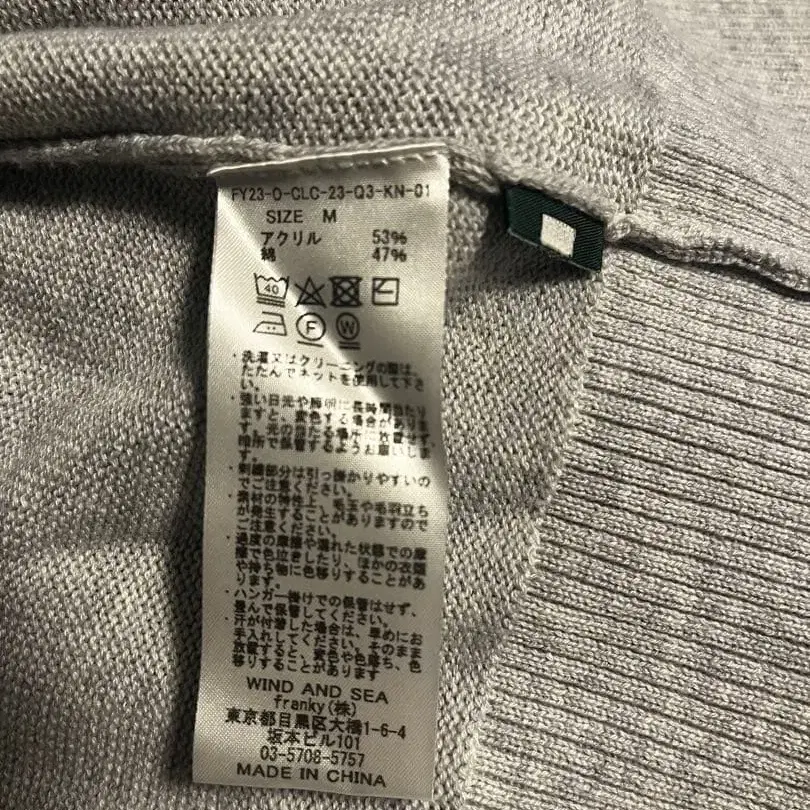 FY23-O-CLC-23-Q3-KN-01
SIZE M
アクリル 53%
綿 47%
40
F
W
・洗濯又はクリーニングの際は、
たたんでネットを使用して下さ
い。
・強い日光や照明に長時間当たり
ますと、変色する場合がありま
す。光の当たる場所に放置せず、
暗所で保管するようお願いしま
す。
・刺繍部分は引っ掛かりやすいの
でご注意ください。
・素材の特性上、毛玉や毛羽立ち
が発生することがありますので
ご注意ください。
・過度の摩擦や濡れた状態での摩
擦で色泣きしたり、ほかの衣類
や持ち物に色移りすることがあ
ります。
・ハンガー掛けでの保管はせず、
畳んで保管してください。
・汗が付着した場合は、早めにお
手入れしてください。そのまま
放置すると、変色や色落ち、色
移りすることがあります
WIND AND SEA
franky(株)
東京都目黒区大橋1-6-4
坂本ビル101
03-5708-5757
MADE IN CHINA